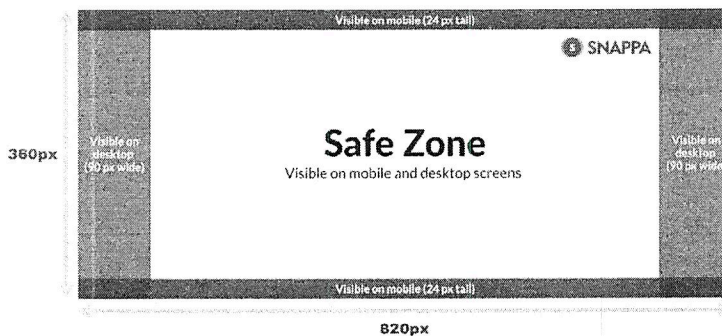 Visible on mobile (24 px tall)
SNAPPA
360px
Visible on
desktop
(90 px wide)
Safe Zone
Visible on mobile and desktop screens
Visible on
desktop
(90 px wide)
Visible on mobile (24 px tall)
820px